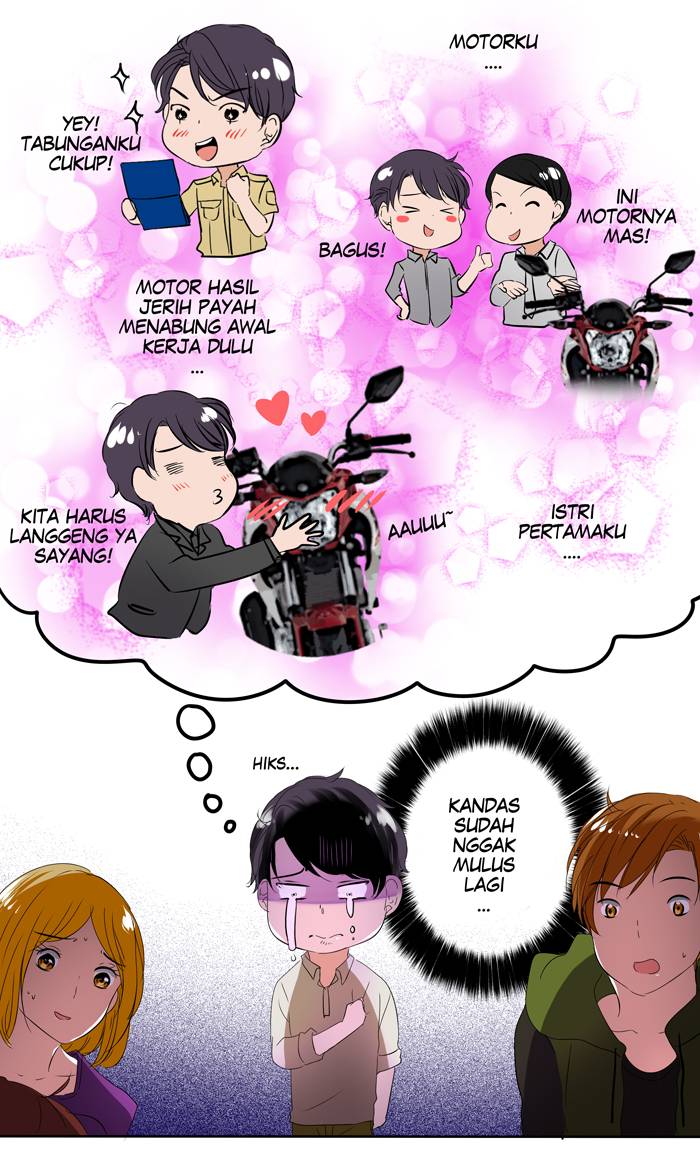 MOTORKU
....
YEY!
TABUNGANKU
CUKUP!
INI
MOTORNYA
MAS!
BAGUS!
MOTOR HASIL
JERIH PAYAH
MENABUNG AWAL
KERJA DULU
...
KITA HARUS
LANGGENG YA
SAYANG!
AAUUU~
ISTRI
PERTAMAKU
....
HIKS...
KANDAS
SUDAH
NGGAK
MULUS
LAGI
...